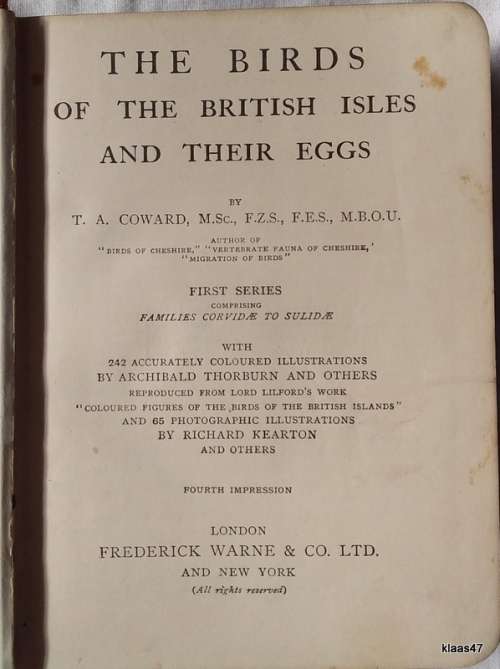 THE BIRDS
OF THE BRITISH ISLES
AND THEIR EGGS
BY
T. A. COWARD, M.Sc., F.Z.S., F.E.S., M.B.O.U.
AUTHOR OF
"BIRDS OF CHESHIRE," "VERTEBRATE FAUNA OF CHESHIRE,'
"MIGRATION OF BIRDS"
FIRST SERIES
COMPRISING
FAMILIES CORVIDÆ TO SULIDÆ
WITH
242 ACCURATELY COLOURED ILLUSTRATIONS
BY ARCHIBALD THORBURN AND OTHERS
REPRODUCED FROM LORD LILFORD'S WORK
"COLOURED FIGURES OF THE BIRDS OF THE BRITISH ISLANDS"
AND 65 PHOTOGRAPHIC ILLUSTRATIONS
BY RICHARD KEARTON
AND OTHERS
FOURTH IMPRESSION
LONDON
FREDERICK WARNE & CO. LTD.
AND NEW YORK
(All rights reserved)
klaas47